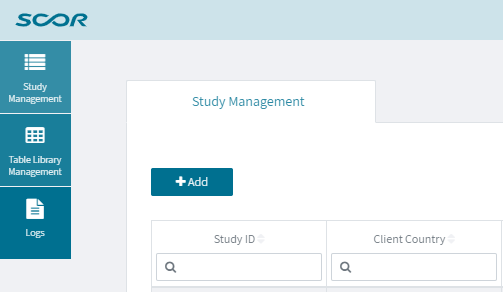 SCOR
Study
Management
Table Library
Management
Logs
Study Management
Add
Study ID
Client Country